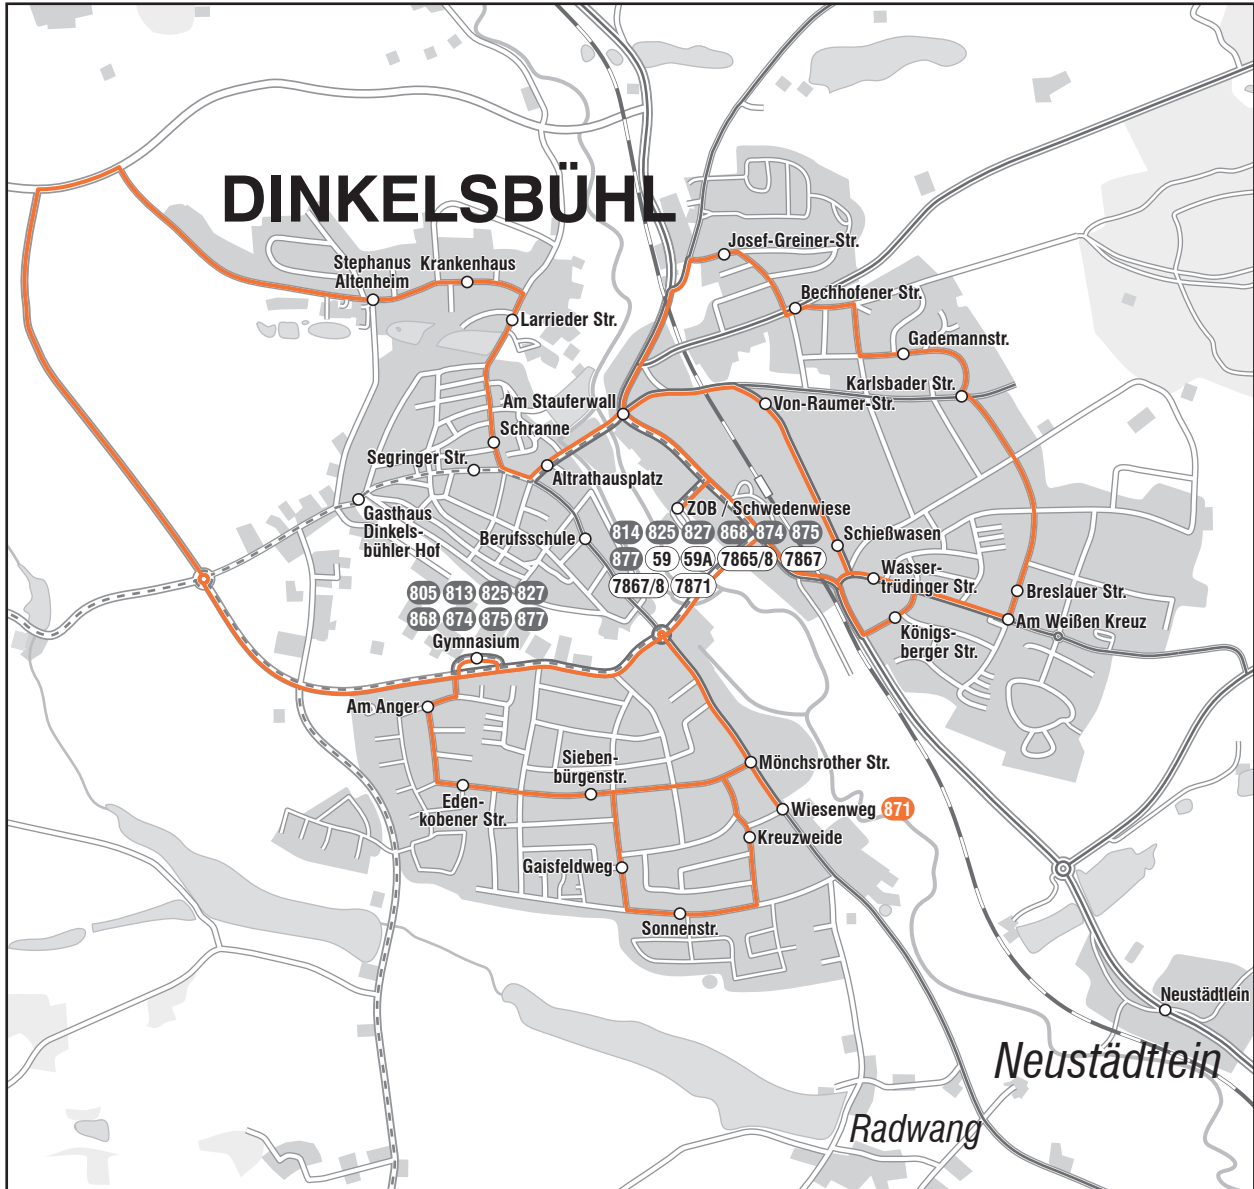 DINKELSBÜHL
Josef-Greiner-Str.
Stephanus
Altenheim
Krankenhaus
Bechhofener Str.
Larrieder Str.
Gademannstr.
Karlsbader Str.
Am Stauferwall
Von-Raumer-Str.
Schranne
Segringer Str.
Altrathausplatz
Gasthaus
Dinkels-
bühler Hof
ZOB / Schwedenwiese
814 825 827 868 874 875
877 59 59A 7865/8 7867
7867/8 7871
Berufsschule
Schießwasen
Wasser-
trüdinger Str.
Breslauer Str.
Am Weißen Kreuz
Königs-
berger Str.
805 813 825 827
868 874 875 877
Gymnasium
Am Anger
Sieben-
bürgenstr.
Mönchsrother Str.
Eden-
kobener Str.
Wiesenweg 871
Kreuzweide
Gaisfeldweg
Sonnenstr.
Neustädtlein
Neustädtlein
Radwang